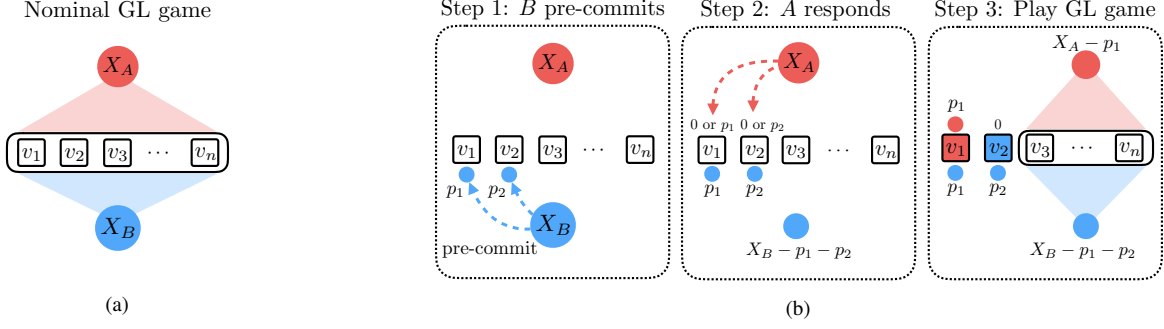 Nominal GL game
X_A
v_1 v_2 v_3 ⋯ v_n
X_B
(a)
Step 1: B pre-commits
X_A
v_1 v_2 v_3 ⋯ v_n
p_1 p_2
X_B
pre-commit
Step 2: A responds
X_A
0 or p_1 0 or p_2
v_1 v_2 v_3 ⋯ v_n
p_1 p_2
X_B − p_1 − p_2
Step 3: Play GL game
X_A − p_1
p_1 0
v_1 v_2 v_3 ⋯ v_n
p_1 p_2
X_B − p_1 − p_2
(b)